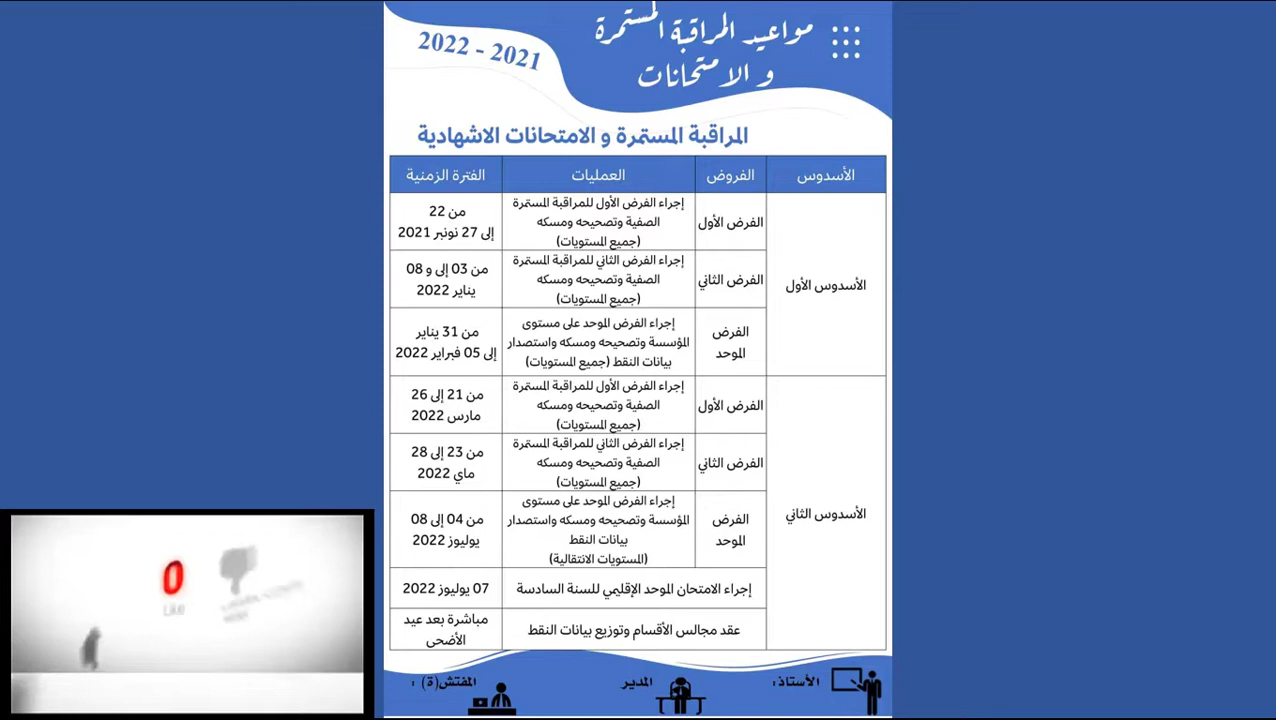 مواعيد المراقبة المستمرة
و الامتحانات
2022 - 2021
المراقبة المستمرة و الامتحانات الاشهادية
الأسدوس
الفروض
العمليات
الفترة الزمنية
الأسدوس الأول
الفرض الأول
إجراء الفرض الأول للمراقبة المستمرة
الصفية وتصحيحه ومسكه
(جميع المستويات)
من 22
إلى 27 نونبر 2021
الفرض الثاني
إجراء الفرض الثاني للمراقبة المستمرة
الصفية وتصحيحه ومسكه
(جميع المستويات)
من 03 إلى و 08
يناير 2022
الفرض
الموحد
إجراء الفرض الموحد على مستوى
المؤسسة وتصحيحه ومسكه واستصدار
بيانات النقط (جميع المستويات)
من 31 يناير
إلى 05 فبراير 2022
الأسدوس الثاني
الفرض الأول
إجراء الفرض الأول للمراقبة المستمرة
الصفية وتصحيحه ومسكه
(جميع المستويات)
من 21 إلى 26
مارس 2022
الفرض الثاني
إجراء الفرض الثاني للمراقبة المستمرة
الصفية وتصحيحه ومسكه
(جميع المستويات)
من 23 إلى 28
ماي 2022
الفرض
الموحد
إجراء الفرض الموحد على مستوى
المؤسسة وتصحيحه ومسكه واستصدار
بيانات النقط
(المستويات الانتقالية)
من 04 إلى 08
يوليوز 2022
إجراء الامتحان الموحد الإقليمي للسنة السادسة
07 يوليوز 2022
عقد مجالس الأقسام وتوزيع بيانات النقط
مباشرة بعد عيد
الأضحى
الأستاذ:
المدير
المفتش(ة) :
0
Like